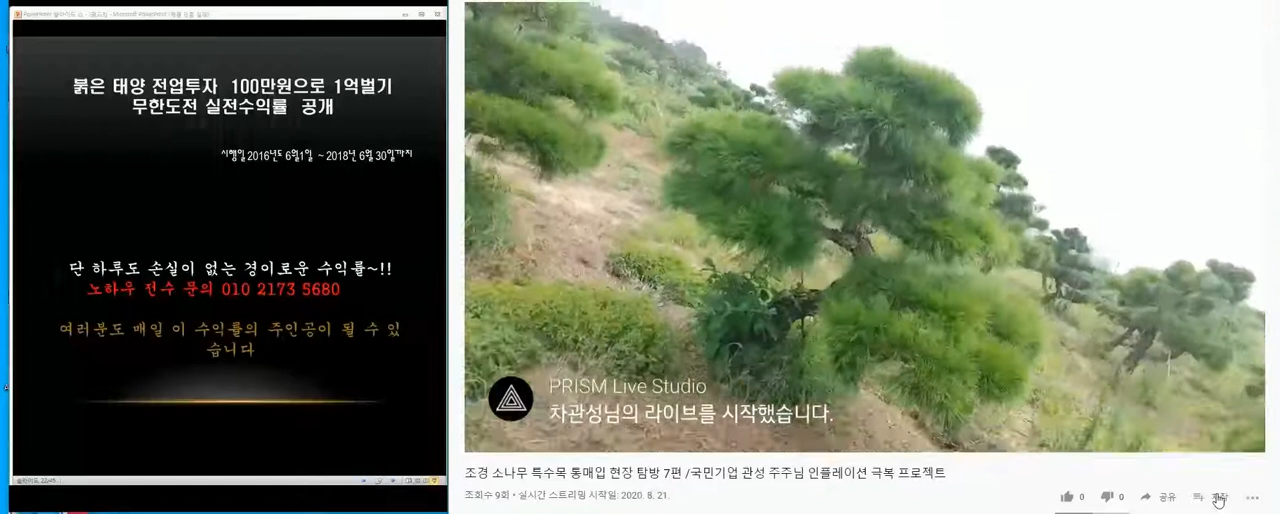 붉은 태양 전업투자 100만원으로 1억벌기
무한도전 실전수익률 공개
시행일 2016년도 6월1일 ~ 2018년 6월 30일까지
단 하루도 손실이 없는 경이로운 수익률~!!
노하우 전수 문의 010 2173 5680
여러분도 매일 이 수익률의 주인공이 될 수 있
습니다
PRISM Live Studio
차관성님의 라이브를 시작했습니다.
조경 소나무 특수목 통매입 현장 탐방 7편 /국민기업 관성 주주님 인플레이션 극복 프로젝트
조회수 9회 • 실시간 스트리밍 시작일: 2020. 8. 21.
0
0
공유